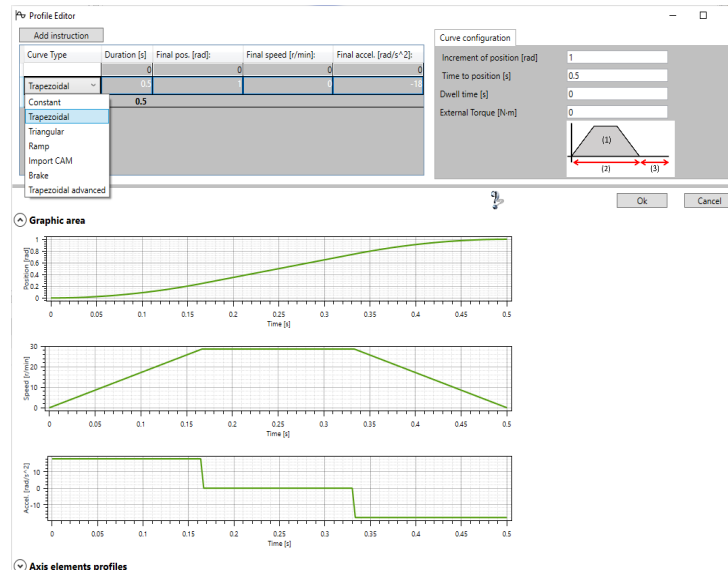 Profile Editor
Add instruction
Curve Type Duration [s] Final pos. [rad]: Final speed [r/min]: Final accel. [rad/s^2]:
0 0 0 0
Trapezoidal 0.5 1 0 -18
0.5
Constant
Trapezoidal
Triangular
Ramp
Import CAM
Brake
Trapezoidal advanced
Curve configuration
Increment of position [rad] 1
Time to position [s] 0.5
Dwell time [s] 0
External Torque [N·m] 0
(1)
(2) (3)
Ok Cancel
Graphic area
Position [rad]
1
0.8
0.6
0.4
0.2
0
0 0.05 0.1 0.15 0.2 0.25 0.3 0.35 0.4 0.45 0.5
Time [s]
Speed [r/min]
30
20
10
0
0 0.05 0.1 0.15 0.2 0.25 0.3 0.35 0.4 0.45 0.5
Time [s]
Accel. [rad/s^2]
10
0
-10
0 0.05 0.1 0.15 0.2 0.25 0.3 0.35 0.4 0.45 0.5
Time [s]
Axis elements profiles